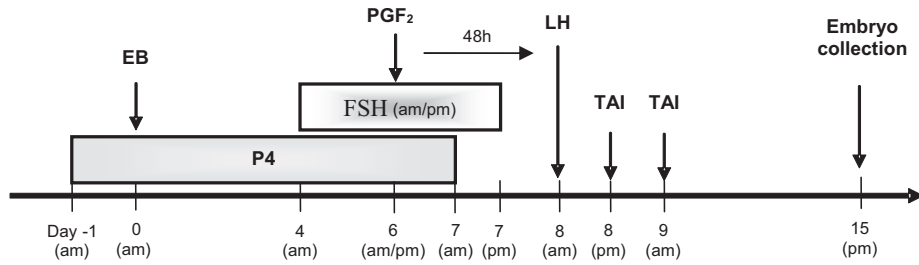 PGF2
LH
Embryo
collection
EB
48h
TAI
TAI
FSH (am/pm)
P4
Day -1
(am)
0
(am)
4
(am)
6
(am/pm)
7
(am)
7
(pm)
8
(am)
8
(pm)
9
(am)
15
(pm)